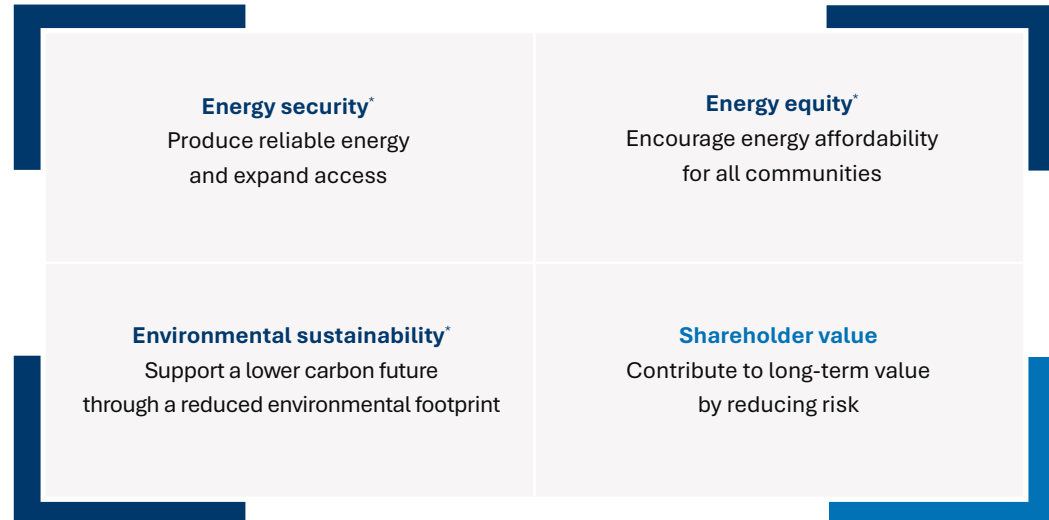 Energy security*
Produce reliable energy
and expand access
Energy equity*
Encourage energy affordability
for all communities
Environmental sustainability*
Support a lower carbon future
through a reduced environmental footprint
Shareholder value
Contribute to long-term value
by reducing risk